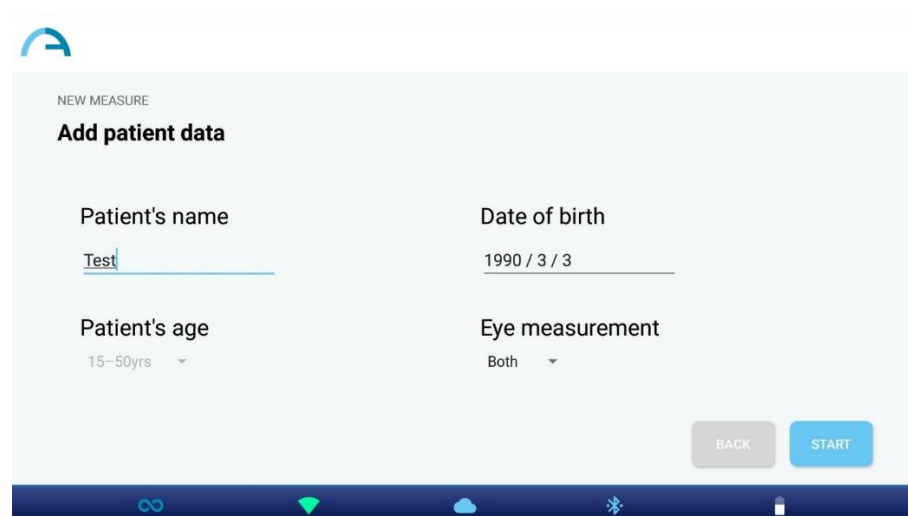 NEW MEASURE
Add patient data
Patient's name
Date of birth
Test
1990 / 3 / 3
Patient's age
Eye measurement
15–50yrs
Both
BACK
START